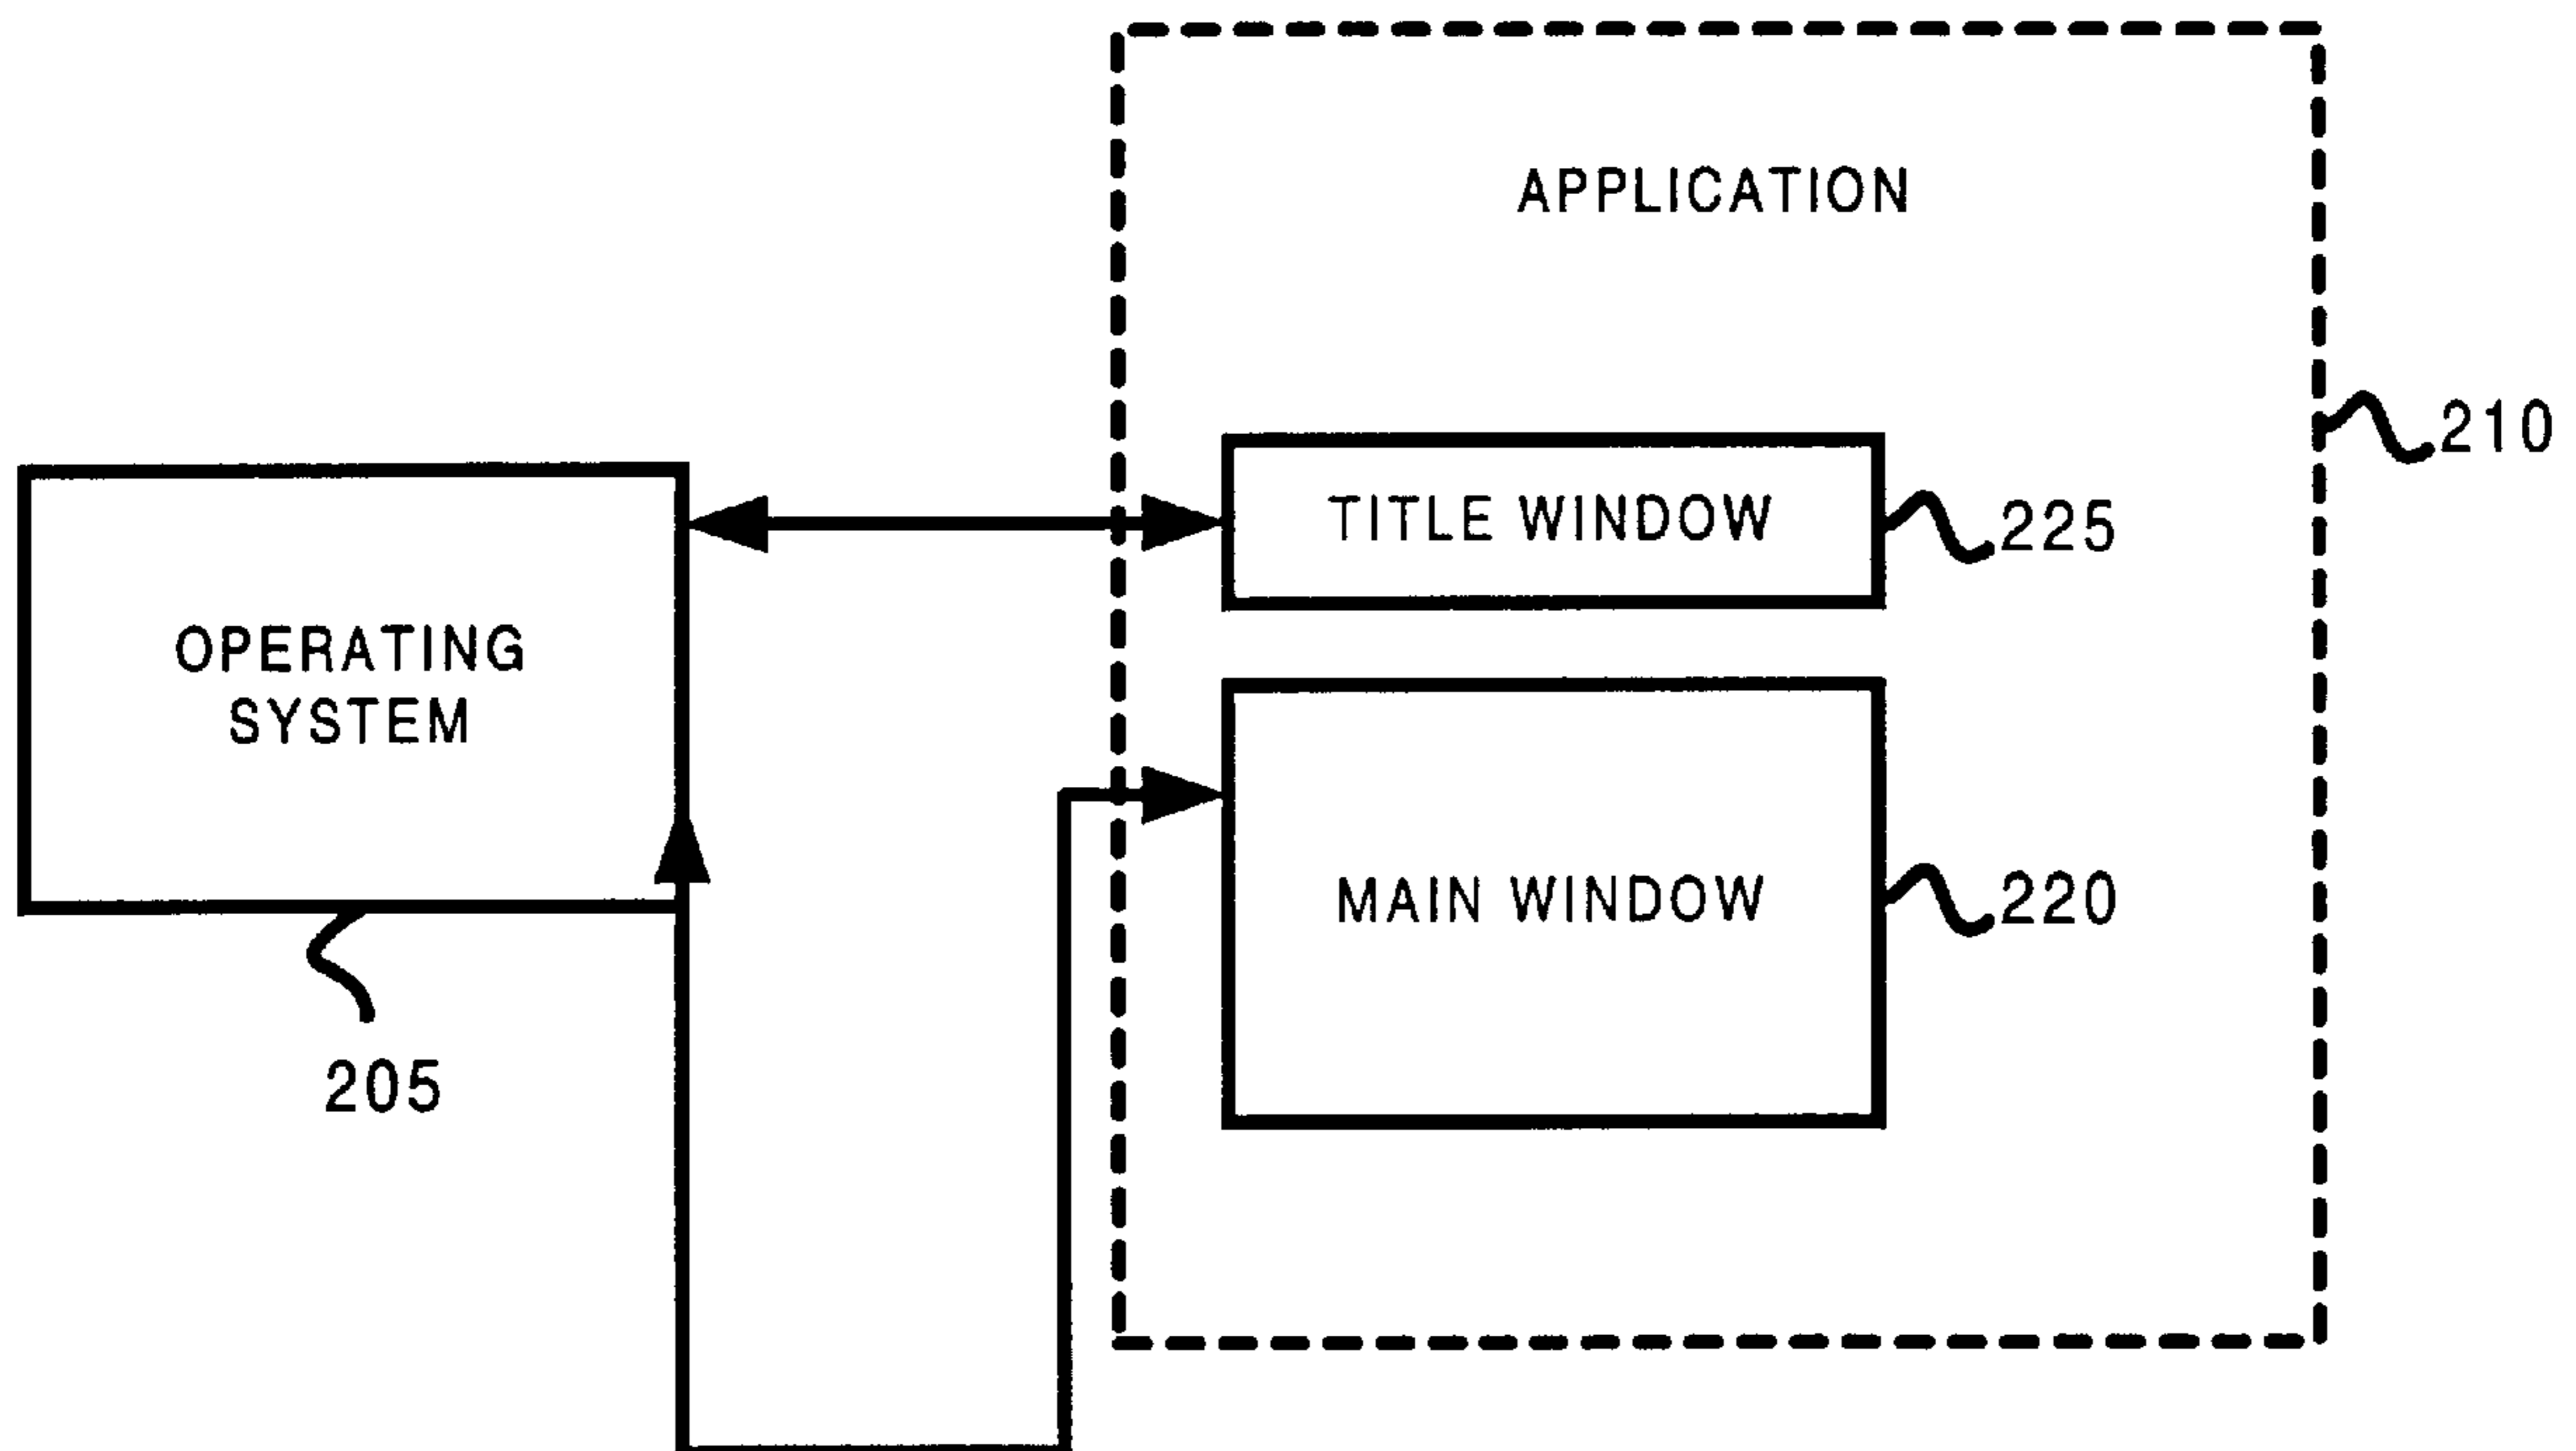 APPLICATION
210
TITLE WINDOW
225
OPERATING
SYSTEM
MAIN WINDOW
220
205